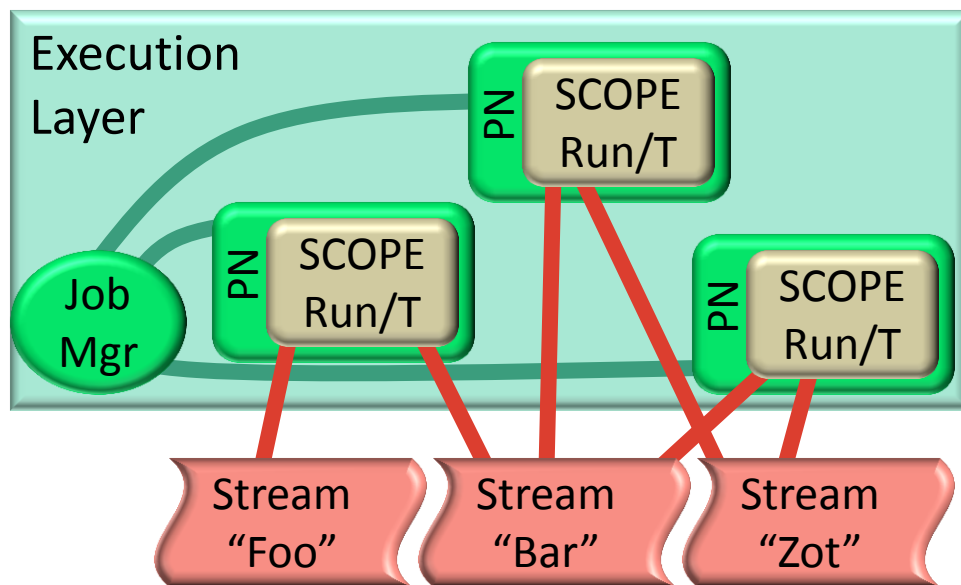 Execution
Layer
PN
SCOPE
Run/T
PN
SCOPE
Run/T
PN
SCOPE
Run/T
Job
Mgr
Stream
“Foo”
Stream
“Bar”
Stream
“Zot”